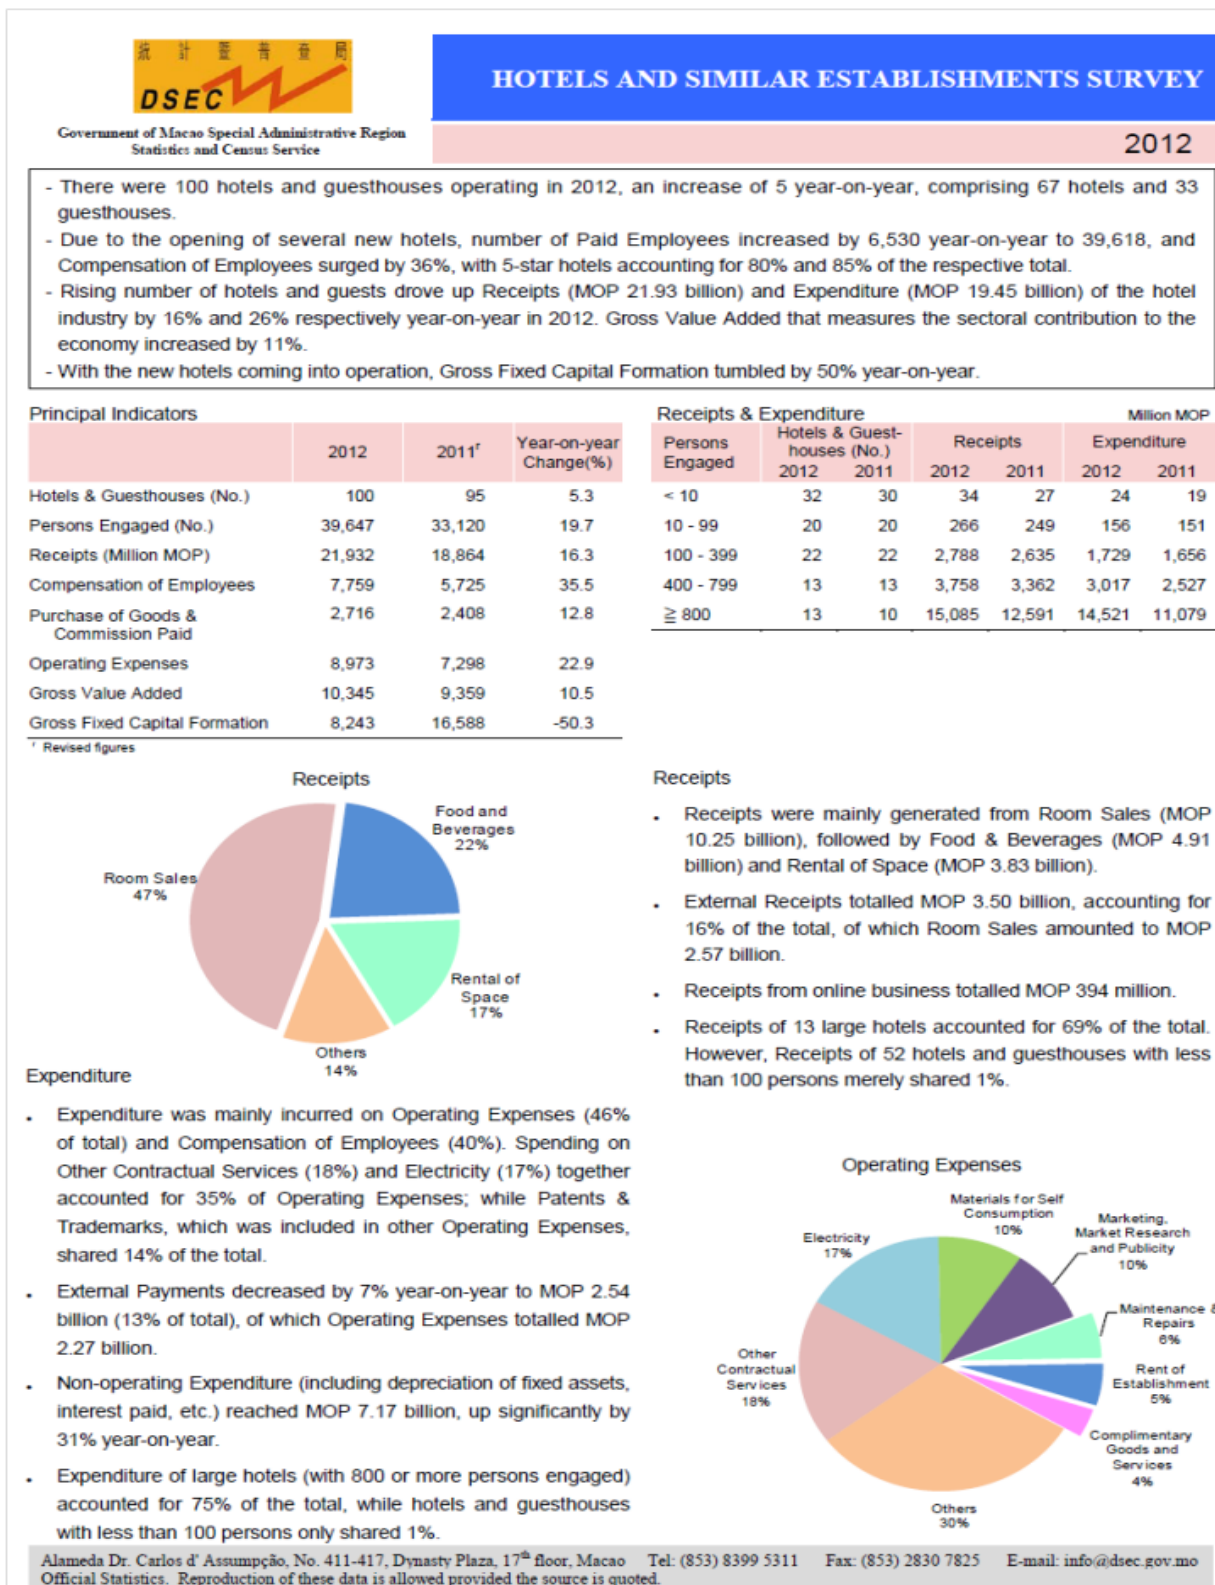 統 計 暨 普 查 局
DSEC
Government of Macao Special Administrative Region
Statistics and Census Service
HOTELS AND SIMILAR ESTABLISHMENTS SURVEY
2012
- There were 100 hotels and guesthouses operating in 2012, an increase of 5 year-on-year, comprising 67 hotels and 33
guesthouses.
- Due to the opening of several new hotels, number of Paid Employees increased by 6,530 year-on-year to 39,618, and
Compensation of Employees surged by 36%, with 5-star hotels accounting for 80% and 85% of the respective total.
- Rising number of hotels and guests drove up Receipts (MOP 21.93 billion) and Expenditure (MOP 19.45 billion) of the hotel
industry by 16% and 26% respectively year-on-year in 2012. Gross Value Added that measures the sectoral contribution to the
economy increased by 11%.
- With the new hotels coming into operation, Gross Fixed Capital Formation tumbled by 50% year-on-year.
Principal Indicators
2012 2011r Year-on-year
Change(%)
Hotels & Guesthouses (No.) 100 95 5.3
Persons Engaged (No.) 39,647 33,120 19.7
Receipts (Million MOP) 21,932 18,864 16.3
Compensation of Employees 7,759 5,725 35.5
Purchase of Goods & 2,716 2,408 12.8
Commission Paid
Operating Expenses 8,973 7,298 22.9
Gross Value Added 10,345 9,359 10.5
Gross Fixed Capital Formation 8,243 16,588 -50.3
r Revised figures
Receipts & Expenditure Million MOP
Persons Hotels & Guest- Receipts Expenditure
Engaged houses (No.)
2012 2011 2012 2011 2012 2011
< 10 32 30 34 27 24 19
10 - 99 20 20 266 249 156 151
100 - 399 22 22 2,788 2,635 1,729 1,656
400 - 799 13 13 3,758 3,362 3,017 2,527
≧ 800 13 10 15,085 12,591 14,521 11,079
Receipts
Food and
Beverages
22%
Room Sales
47%
Rental of
Space
17%
Others
14%
Receipts
. Receipts were mainly generated from Room Sales (MOP
10.25 billion), followed by Food & Beverages (MOP 4.91
billion) and Rental of Space (MOP 3.83 billion).
. External Receipts totalled MOP 3.50 billion, accounting for
16% of the total, of which Room Sales amounted to MOP
2.57 billion.
. Receipts from online business totalled MOP 394 million.
. Receipts of 13 large hotels accounted for 69% of the total.
However, Receipts of 52 hotels and guesthouses with less
than 100 persons merely shared 1%.
Expenditure
. Expenditure was mainly incurred on Operating Expenses (46%
of total) and Compensation of Employees (40%). Spending on
Other Contractual Services (18%) and Electricity (17%) together
accounted for 35% of Operating Expenses; while Patents &
Trademarks, which was included in other Operating Expenses,
shared 14% of the total.
. External Payments decreased by 7% year-on-year to MOP 2.54
billion (13% of total), of which Operating Expenses totalled MOP
2.27 billion.
. Non-operating Expenditure (including depreciation of fixed assets,
interest paid, etc.) reached MOP 7.17 billion, up significantly by
31% year-on-year.
. Expenditure of large hotels (with 800 or more persons engaged)
accounted for 75% of the total, while hotels and guesthouses
with less than 100 persons only shared 1%.
Operating Expenses
Materials for Self
Consumption
10%
Marketing,
Market Research
and Publicity
10%
Electricity
17%
Maintenance &
Repairs
6%
Other
Contractual
Services
18%
Rent of
Establishment
5%
Complimentary
Goods and
Services
4%
Others
30%
Alameda Dr. Carlos d' Assumpção, No. 411-417, Dynasty Plaza, 17th floor, Macao Tel: (853) 8399 5311 Fax: (853) 2830 7825 E-mail: info@dsec.gov.mo
Official Statistics. Reproduction of these data is allowed provided the source is quoted.